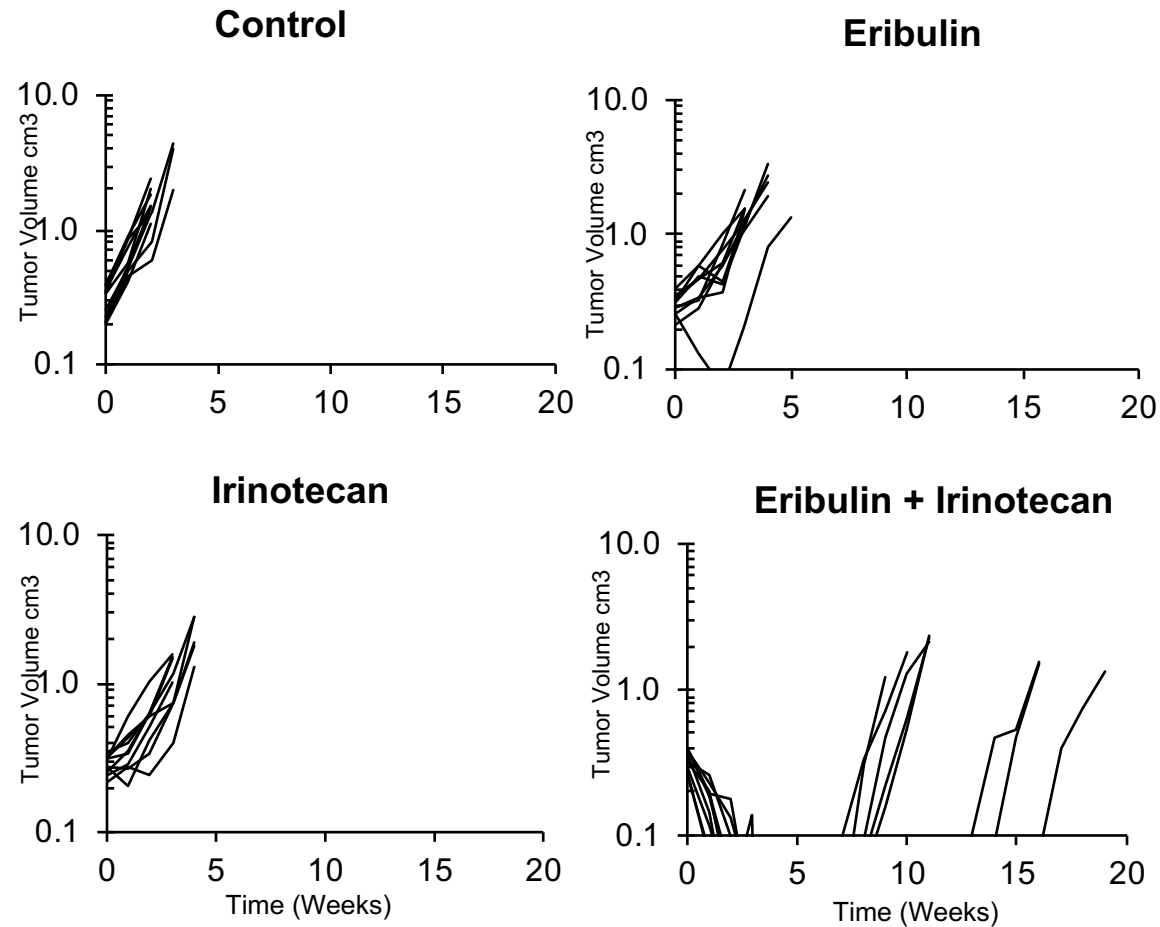 Control
Tumor Volume cm3
10.0
1.0
0.1
0 5 10 15 20
Eribulin
Tumor Volume cm3
10.0
1.0
0.1
0 5 10 15 20
Irinotecan
Tumor Volume cm3
10.0
1.0
0.1
0 5 10 15 20
Time (Weeks)
Eribulin + Irinotecan
Tumor Volume cm3
10.0
1.0
0.1
0 5 10 15 20
Time (Weeks)